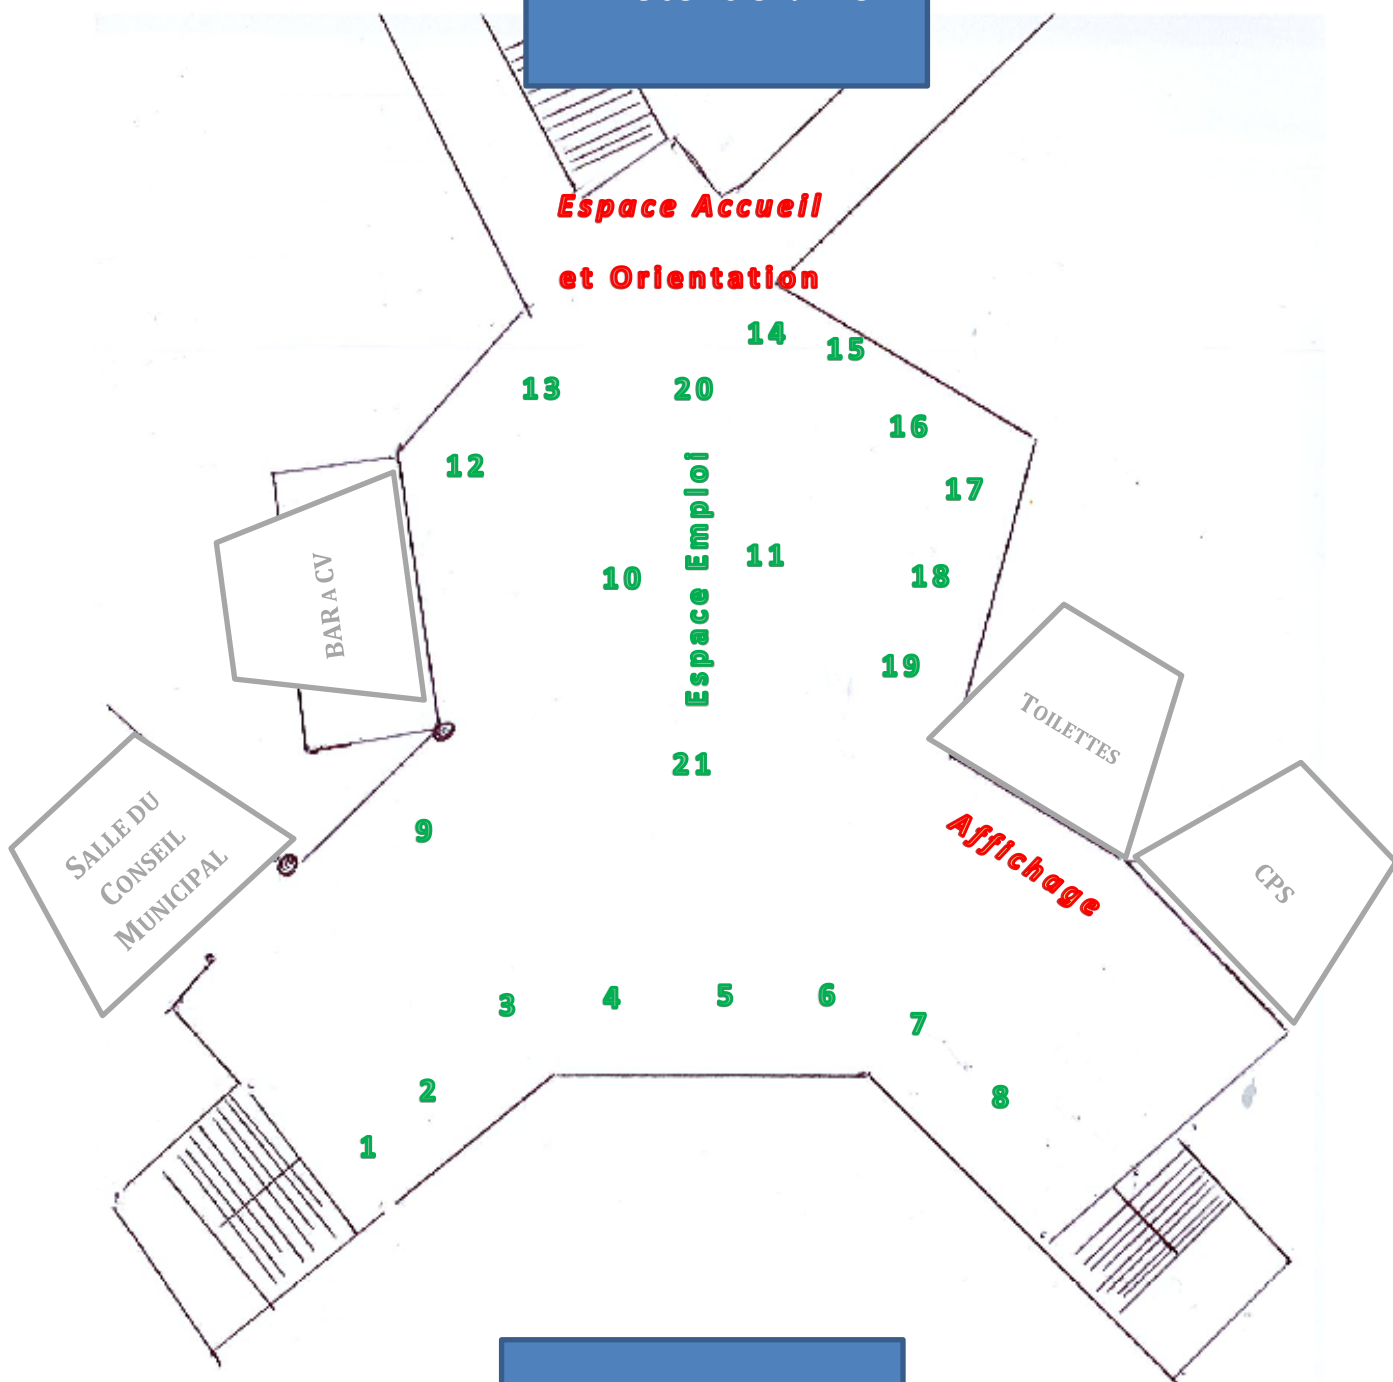 Espace Accueil
et Orientation
14
15
13
20
16
12
17
Espace Emploi
11
10
18
BAR A CV
19
TOILETTES
21
9
Affichage
CPS
SALLE DU
CONSEIL
MUNICIPAL
3
4
5
6
7
2
8
1